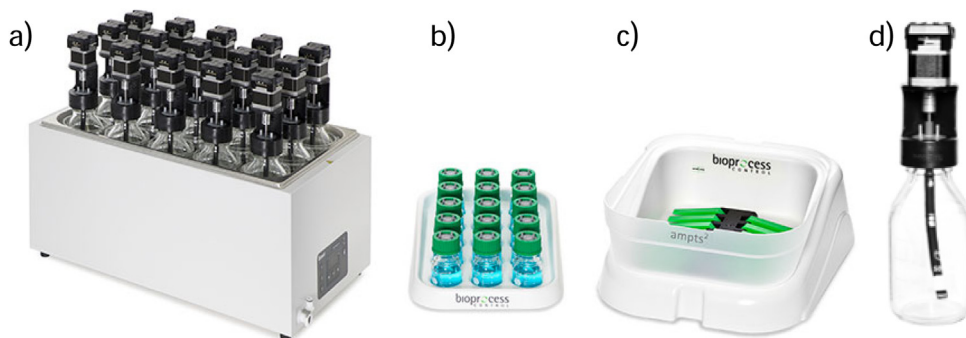 a)
b)
c)
d)
bioprocess
CONTROL
bioprocess
CONTROL
ampts²